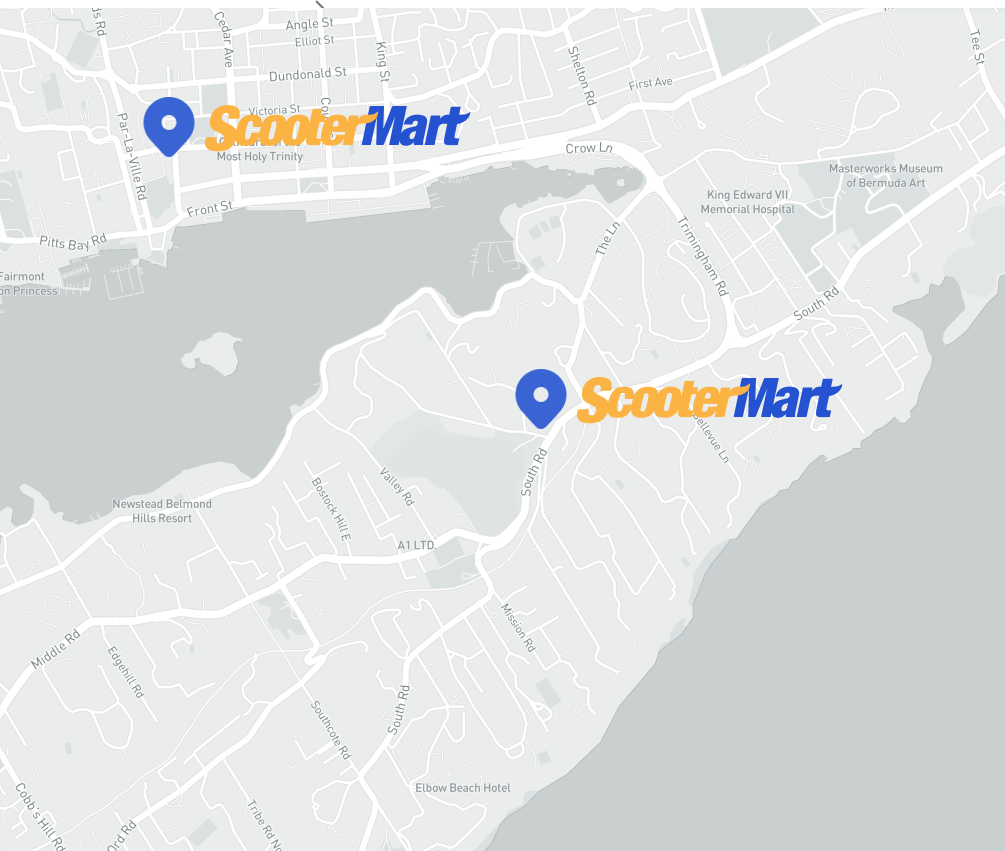 ds Rd
Cedar Ave
Angle St
Elliot St
King St
Dundonald St
Shelton Rd
First Ave
Tee St
Victoria St
Par-La-Ville Rd
ScooterMart
Most Holy Trinity
Crow Ln
Masterworks Museum
of Bermuda Art
King Edward VII
Memorial Hospital
Front St
Pitts Bay Rd
The Ln
Trimingham Rd
Fairmont
on Princess
South Rd
ScooterMart
Bellevue Ln
South Rd
Valley Rd
Bostock Hill E
Newstead Belmond
Hills Resort
A1 LTD.
Mission Rd
Middle Rd
Edgehill Rd
South Rd
Southcote Rd
Elbow Beach Hotel
Cobb's Hill Rd
Ord Rd
Tribe Rd No